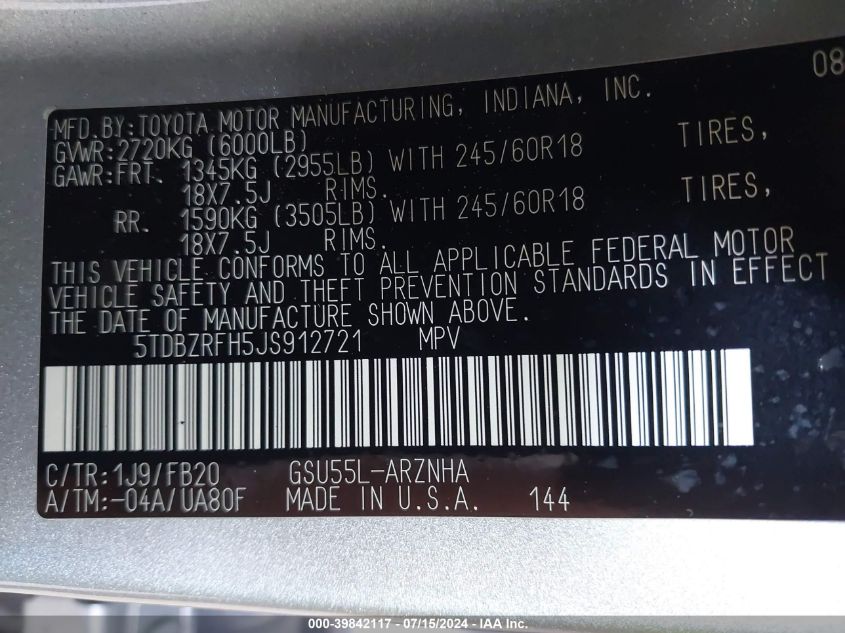 08
MFD.BY:TOYOTA MOTOR MANUFACTURING, INDIANA, INC.
GVWR:2720KG (6000LB)
GAWR:FRT. 1345KG (2955LB) WITH 245/60R18 TIRES,
18X7.5J RIMS.
RR. 1590KG (3505LB) WITH 245/60R18 TIRES,
18X7.5J RIMS.
THIS VEHICLE CONFORMS TO ALL APPLICABLE FEDERAL MOTOR
VEHICLE SAFETY AND THEFT PREVENTION STANDARDS IN EFFECT
THE DATE OF MANUFACTURE SHOWN ABOVE.
5TDBZRFH5JS912721 MPV
C/TR:1J9/FB20 GSU55L-ARZNHA
A/TM:-04A/UA80F MADE IN U.S.A. 144
000-39842117 - 07/15/2024 - IAA Inc.